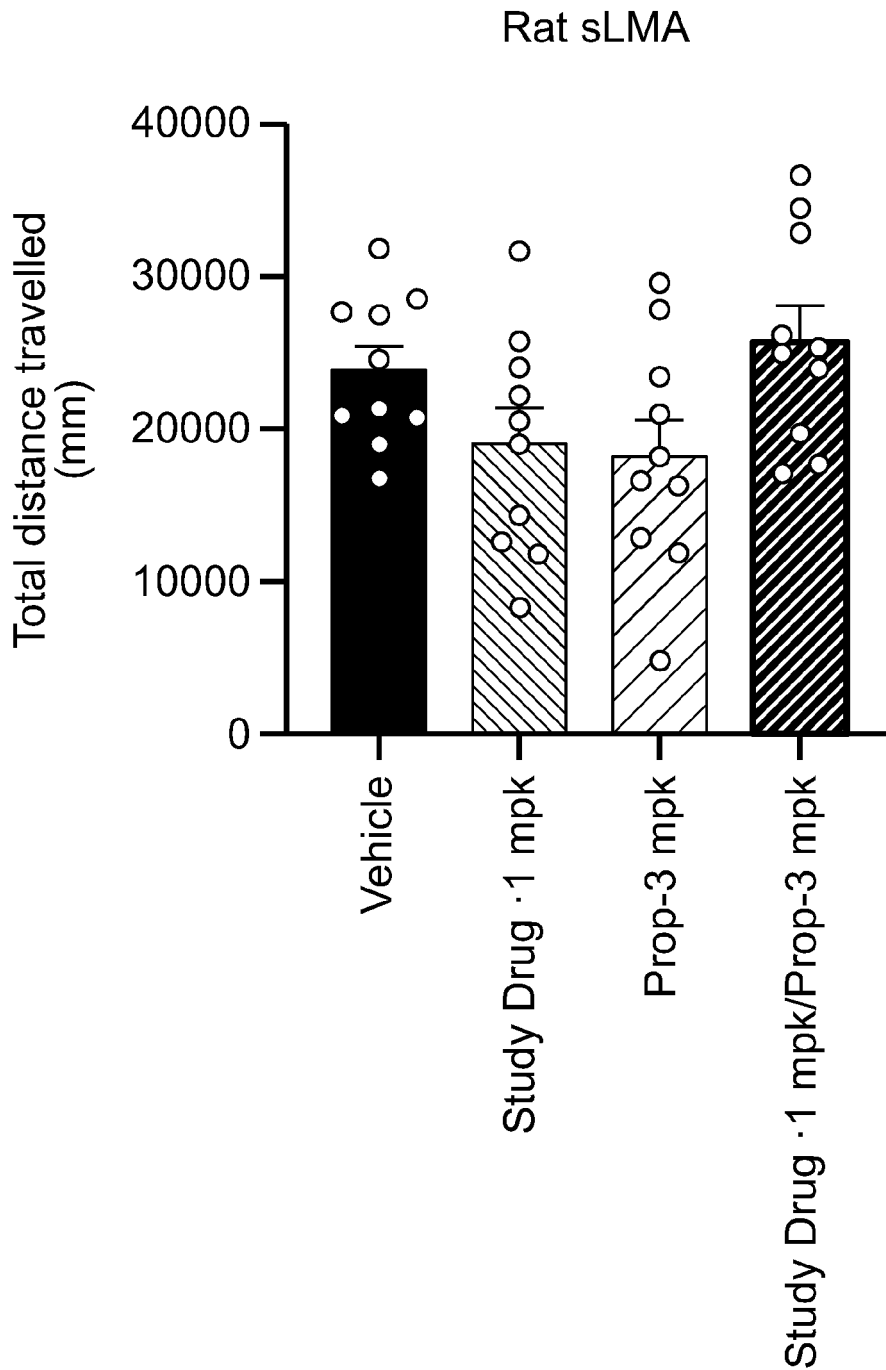 Rat sLMA
Total distance travelled
(mm)
40000
30000
20000
10000
0
Vehicle
Study Drug ·1 mpk
Prop-3 mpk
Study Drug ·1 mpk/Prop-3 mpk